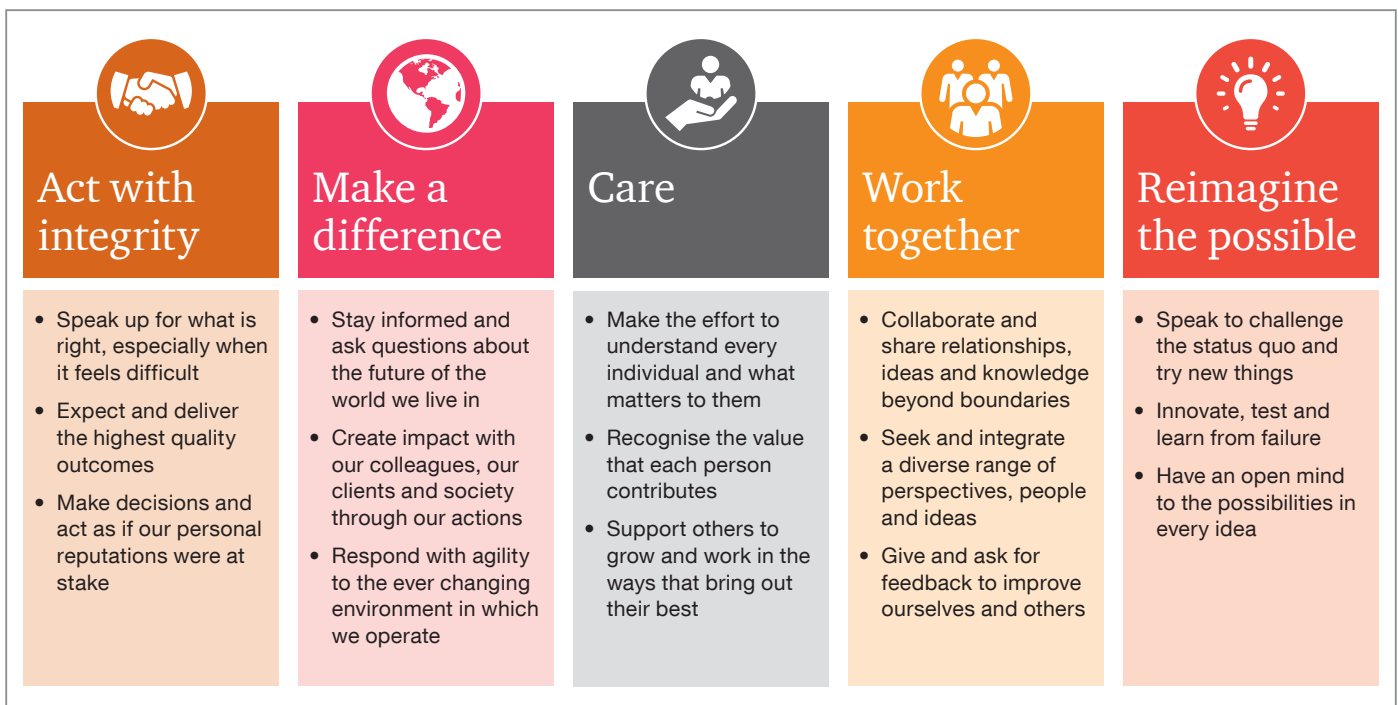 Act with
integrity
• Speak up for what is
right, especially when
it feels difficult
• Expect and deliver
the highest quality
outcomes
• Make decisions and
act as if our personal
reputations were at
stake
Make a
difference
• Stay informed and
ask questions about
the future of the
world we live in
• Create impact with
our colleagues, our
clients and society
through our actions
• Respond with agility
to the ever changing
environment in which
we operate
Care
• Make the effort to
understand every
individual and what
matters to them
• Recognise the value
that each person
contributes
• Support others to
grow and work in the
ways that bring out
their best
Work
together
• Collaborate and
share relationships,
ideas and knowledge
beyond boundaries
• Seek and integrate
a diverse range of
perspectives, people
and ideas
• Give and ask for
feedback to improve
ourselves and others
Reimagine
the possible
• Speak to challenge
the status quo and
try new things
• Innovate, test and
learn from failure
• Have an open mind
to the possibilities in
every idea